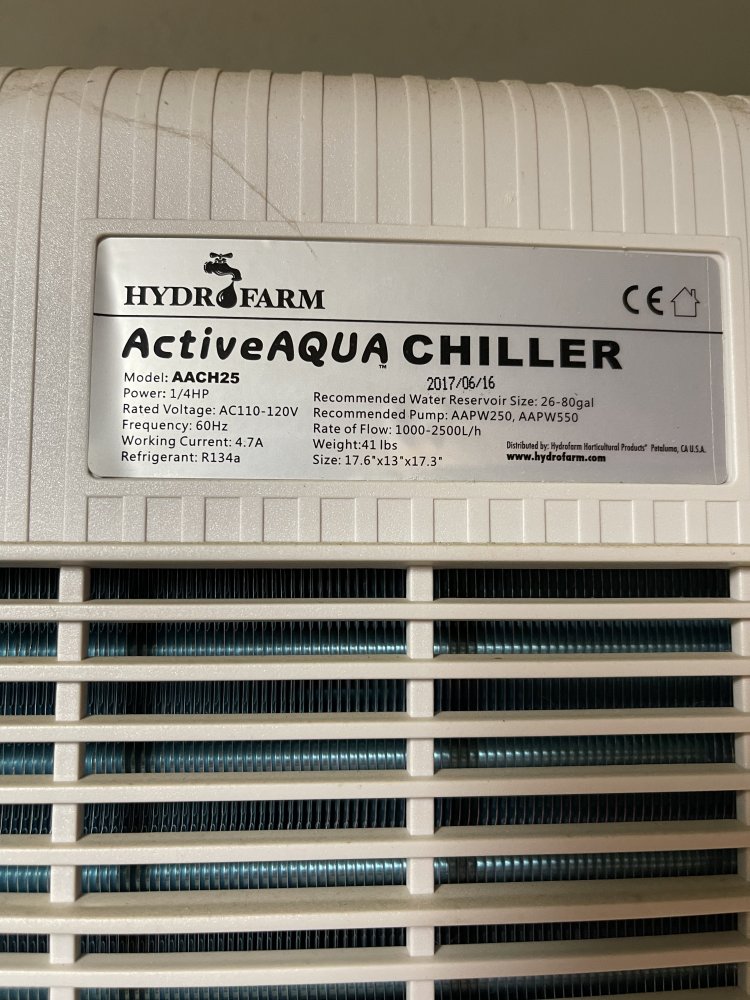 HYDROFARM
CE
ActiveAQUA™ CHILLER
Model: AACH25
Power: 1/4HP
Rated Voltage: AC110-120V
Frequency: 60Hz
Working Current: 4.7A
Refrigerant: R134a
2017/06/16
Recommended Water Reservoir Size: 26-80gal
Recommended Pump: AAPW250, AAPW550
Rate of Flow: 1000-2500L/h
Weight:41 lbs
Size: 17.6"x13"x17.3"
Distributed by: Hydrofarm Horticultural Products" Petaluma, CA U.S.A.
www.hydrofarm.com